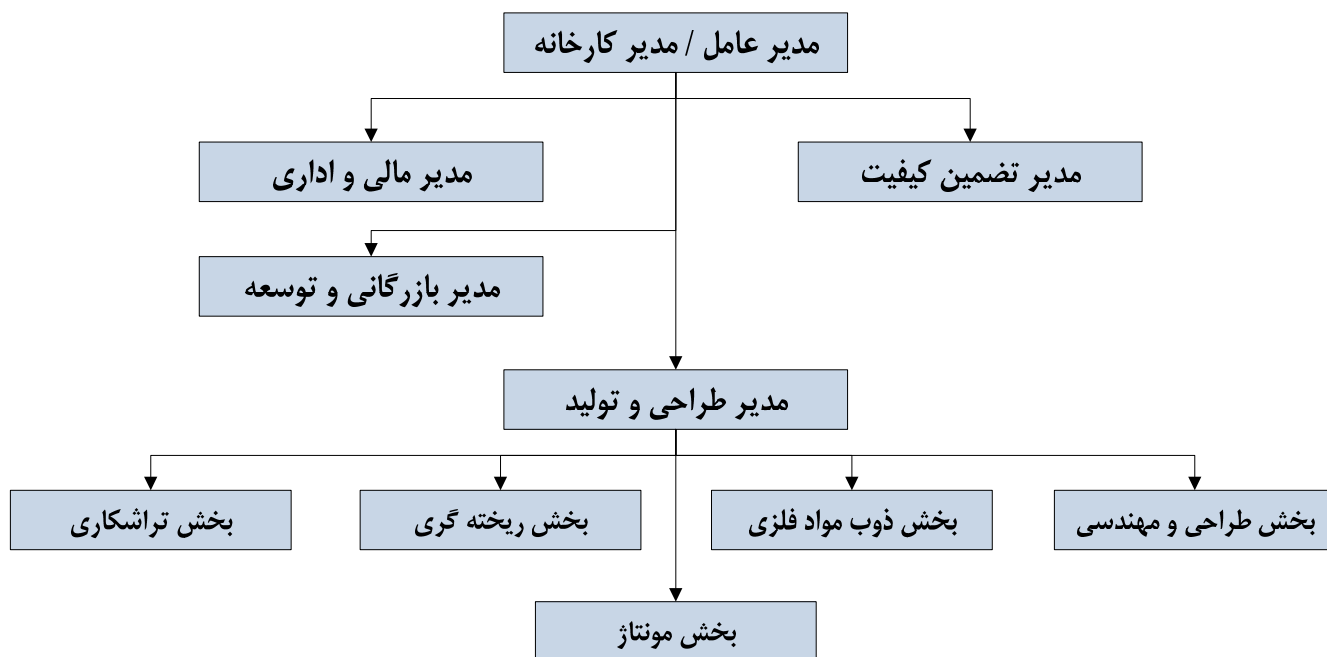 مدیر عامل / مدیر کارخانه
مدیر تضمین کیفیت
مدیر مالی و اداری
مدیر بازرگانی و توسعه
مدیر طراحی و تولید
بخش طراحی و مهندسی
بخش ذوب مواد فلزی
بخش ریخته گری
بخش تراشکاری
بخش مونتاژ